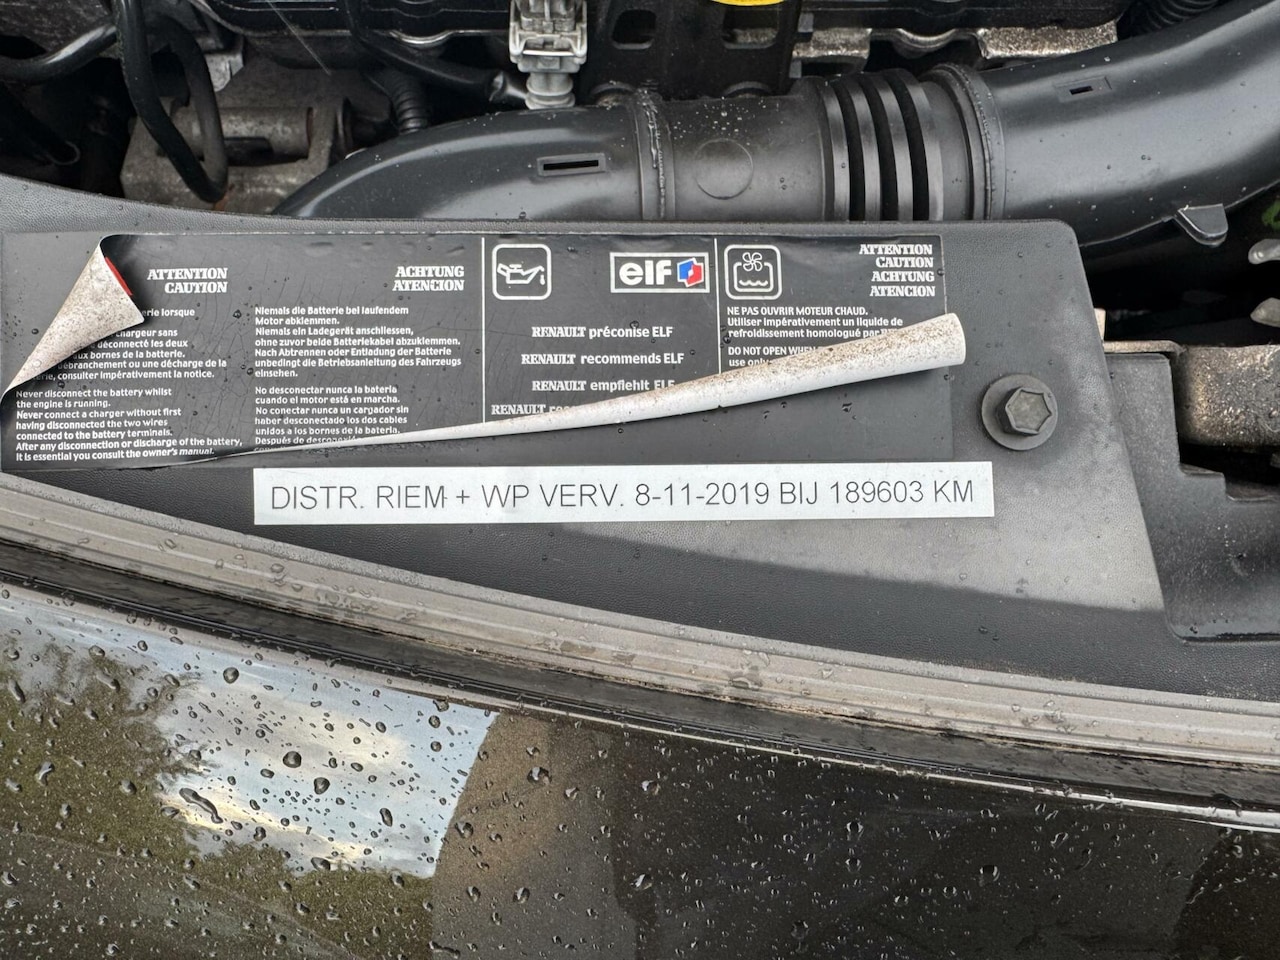 ATTENTION
CAUTION
erie lorsque
chargeur sans
déconnecté les deux
ux bornes de la batterie.
ebranchement ou une décharge de la
consulter impérativement la notice.
Never disconnect the battery whilst
the engine is running.
Never connect a charger without first
having disconnected the two wires
connected to the battery terminals.
After any disconnection or discharge of the battery,
it is essential you consult the owner's manual.
ACHTUNG
ATENCION
Niemals die Batterie bei laufendem
Motor abklemmen.
Niemals ein Ladegerät anschliessen,
ohne zuvor beide Batteriekabel abzuklemmen.
Nach Abtrennen oder Entladung der Batterie
unbedingt die Betriebsanleitung des Fahrzeugs
einsehen.
No desconectar nunca la bateria
cuando el motor está en marcha.
No conectar nunca un cargador sin
haber desconectado los dos cables
unidos a los bornes de la bateria.
Después de
elf
RENAULT préconise ELF
RENAULT recommends ELF
RENAULT empfiehlt ELF
RENAULT
ATTENTION
CAUTION
ACHTUNG
ATENCION
NE PAS OUVRIR MOTEUR CHAUD.
Utiliser impérativement un liquide de
refroidissement homologué par
DO NOT OPEN
use only
DISTR. RIEM + WP VERV. 8-11-2019 BIJ 189603 KM